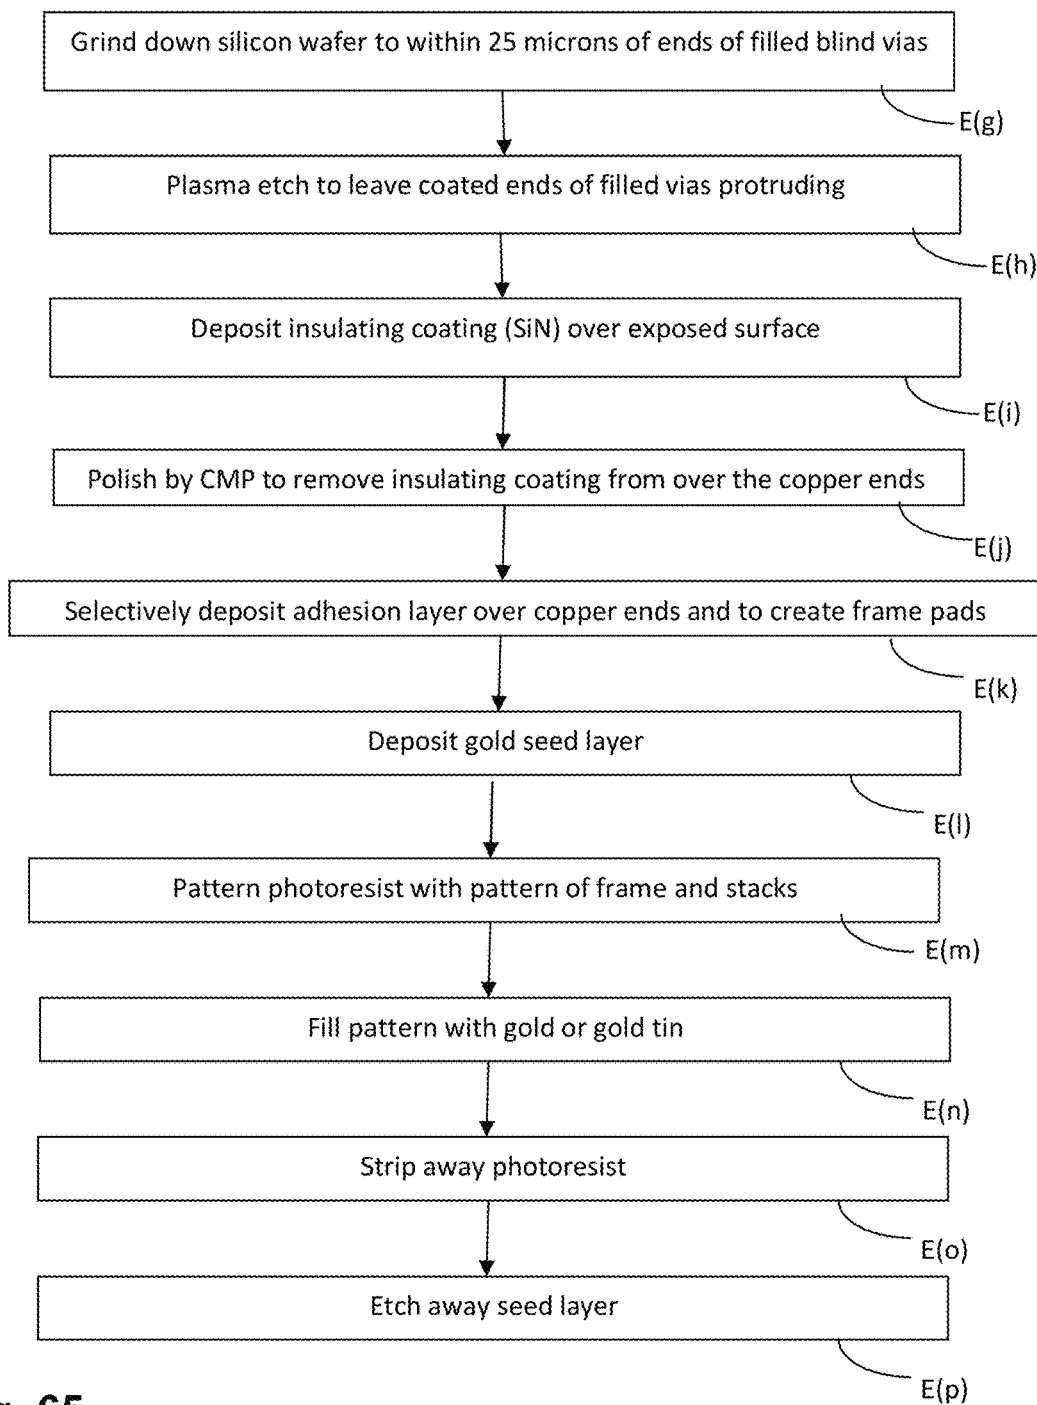 Grind down silicon wafer to within 25 microns of ends of filled blind vias
E(g)
Plasma etch to leave coated ends of filled vias protruding
E(h)
Deposit insulating coating (SiN) over exposed surface
E(i)
Polish by CMP to remove insulating coating from over the copper ends
E(j)
Selectively deposit adhesion layer over copper ends and to create frame pads
E(k)
Deposit gold seed layer
E(l)
Pattern photoresist with pattern of frame and stacks
E(m)
Fill pattern with gold or gold tin
E(n)
Strip away photoresist
E(o)
Etch away seed layer
E(p)